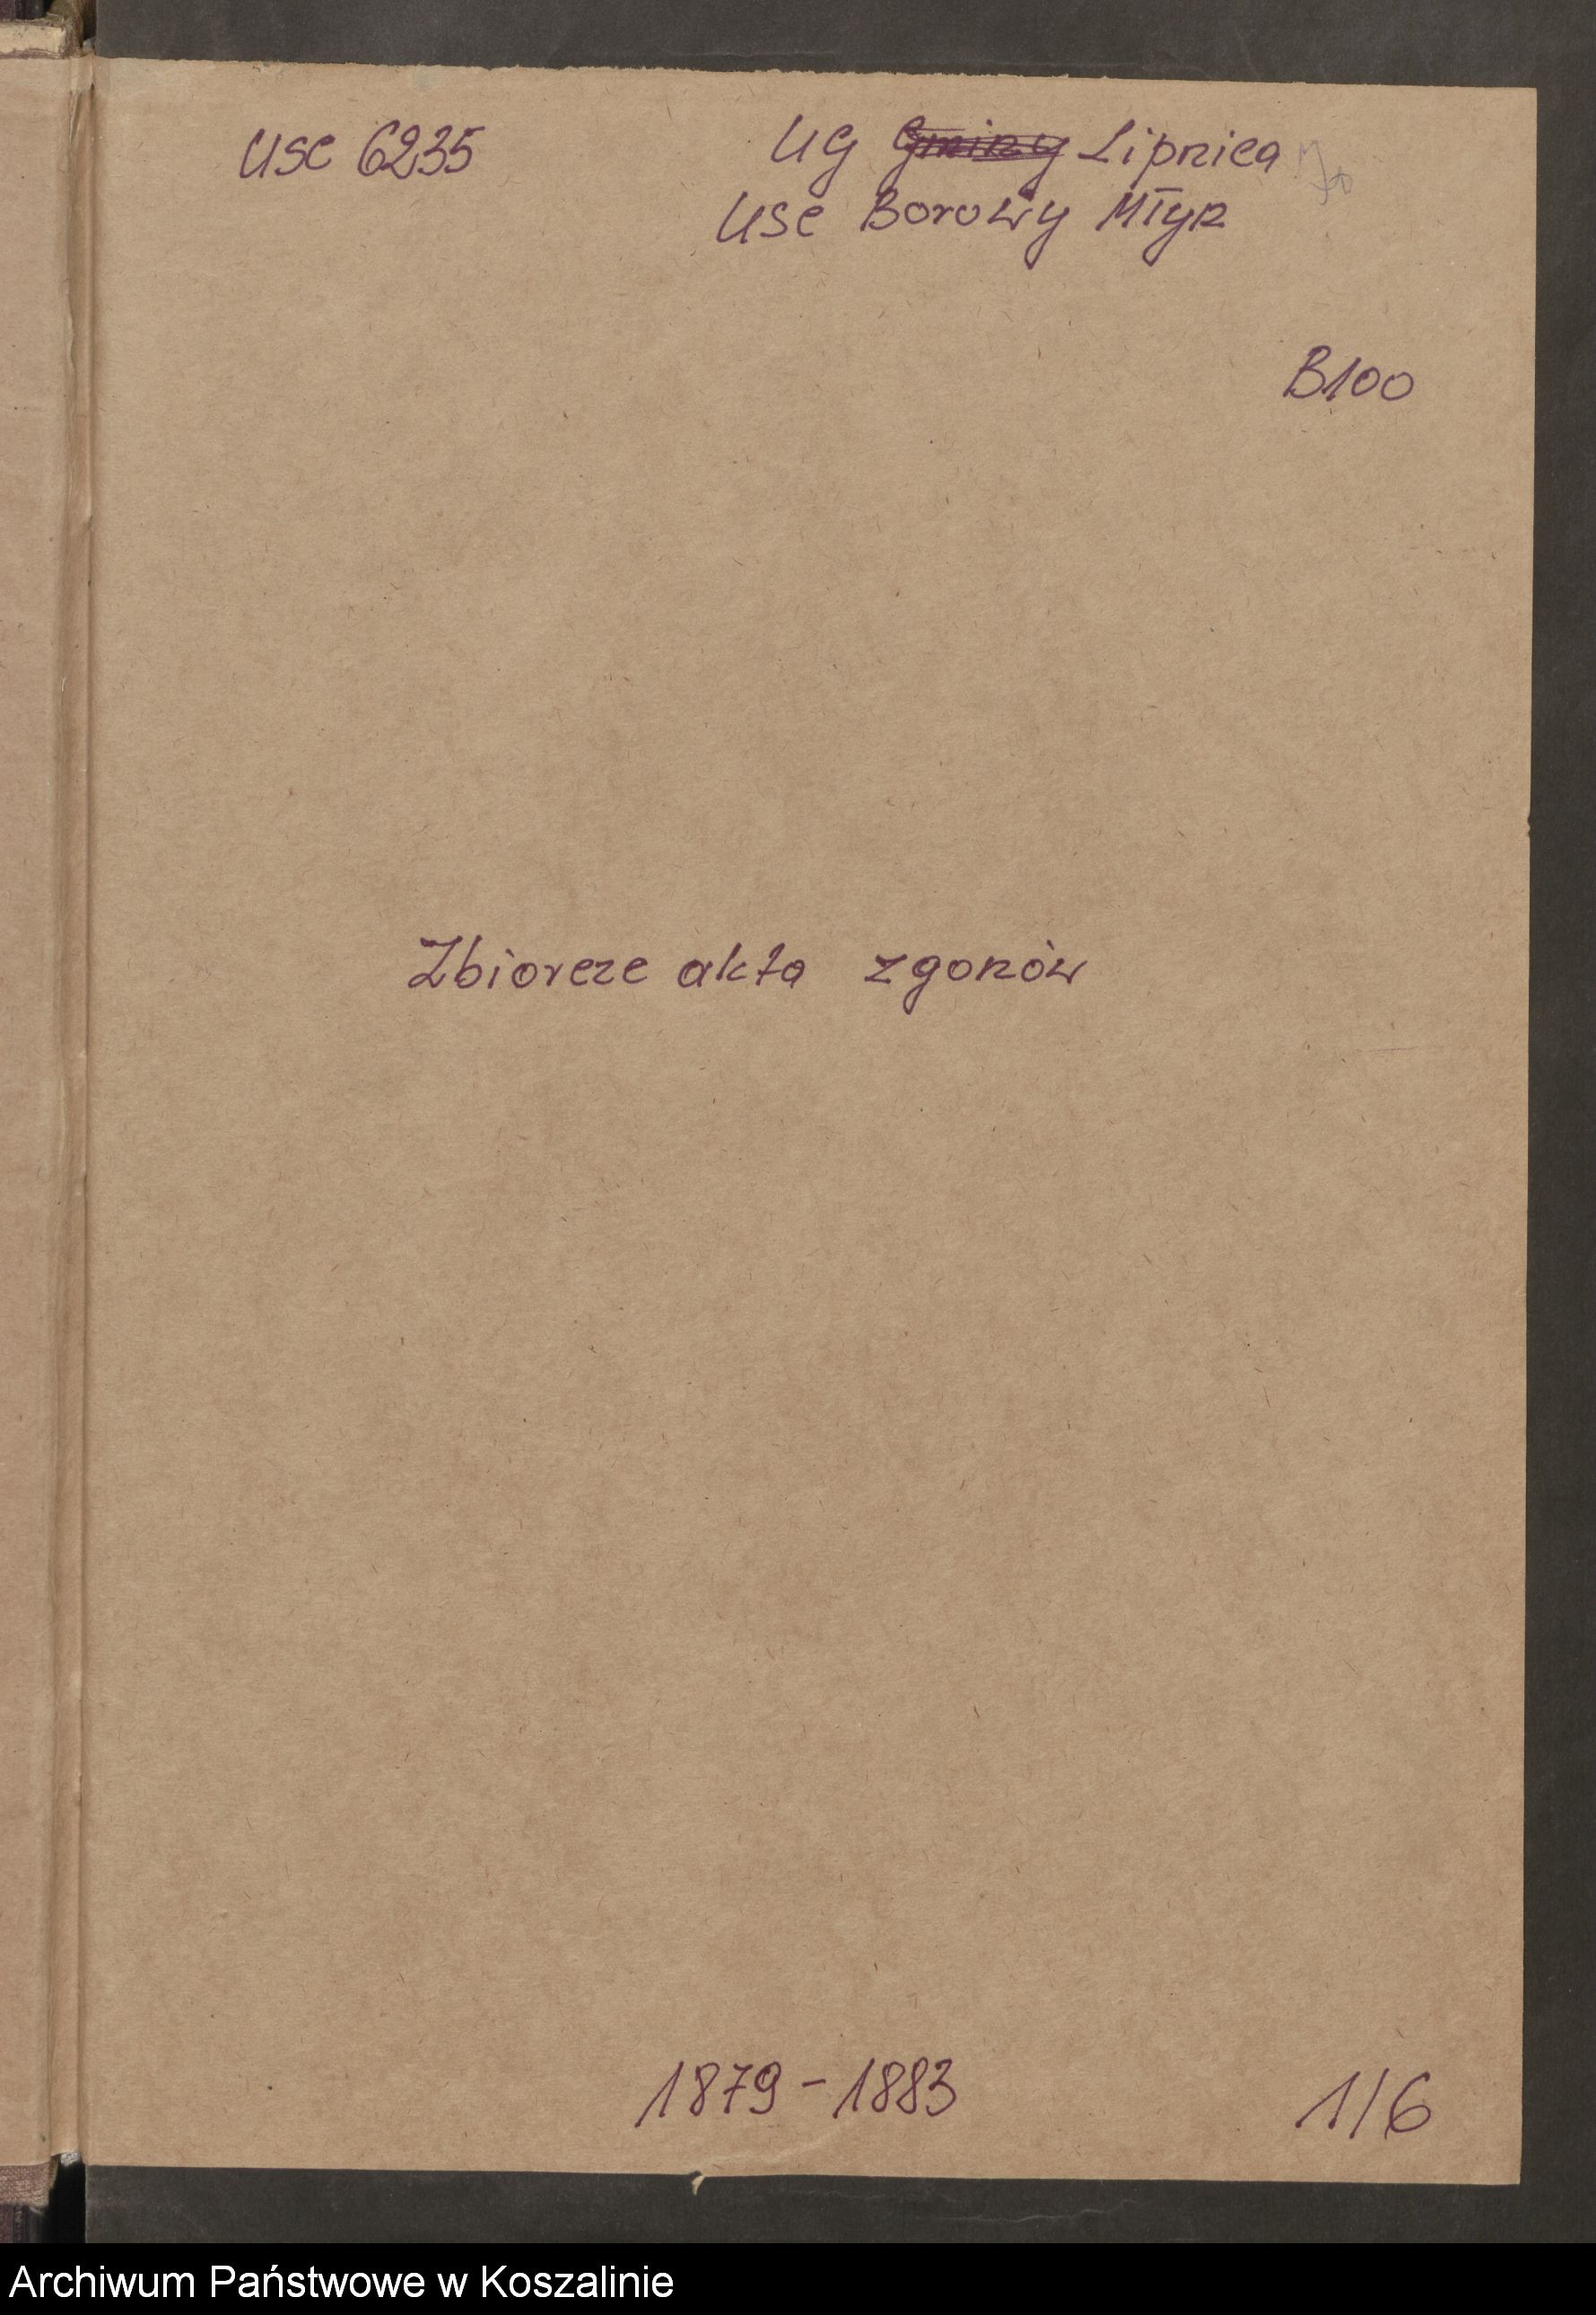 USC 6235
UG Gminy Lipnica
USC Borowy Młyn
B100
Zbiorcze akta zgonów
1879-1883
1/6
Archiwum Państwowe w Koszalinie